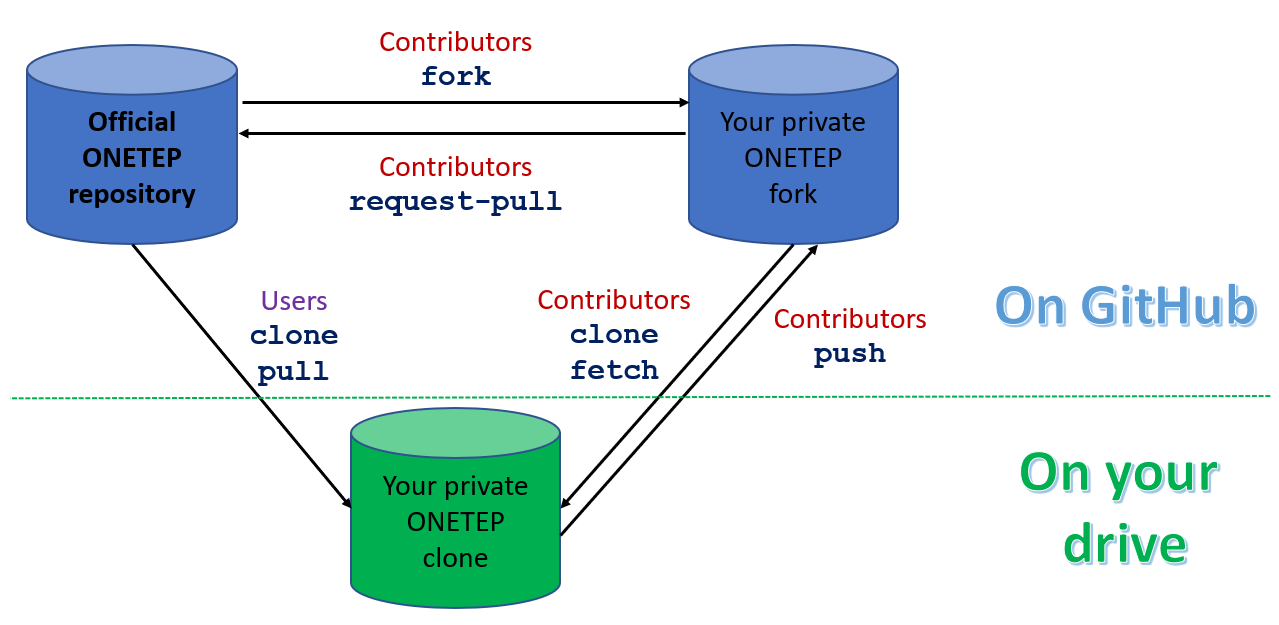 Contributors
fork
Official
ONETEP
repository
Your private
ONETEP
fork
Contributors
request-pull
Users
clone
pull
Contributors
clone
fetch
Contributors
push
On GitHub
Your private
ONETEP
clone
On your
drive